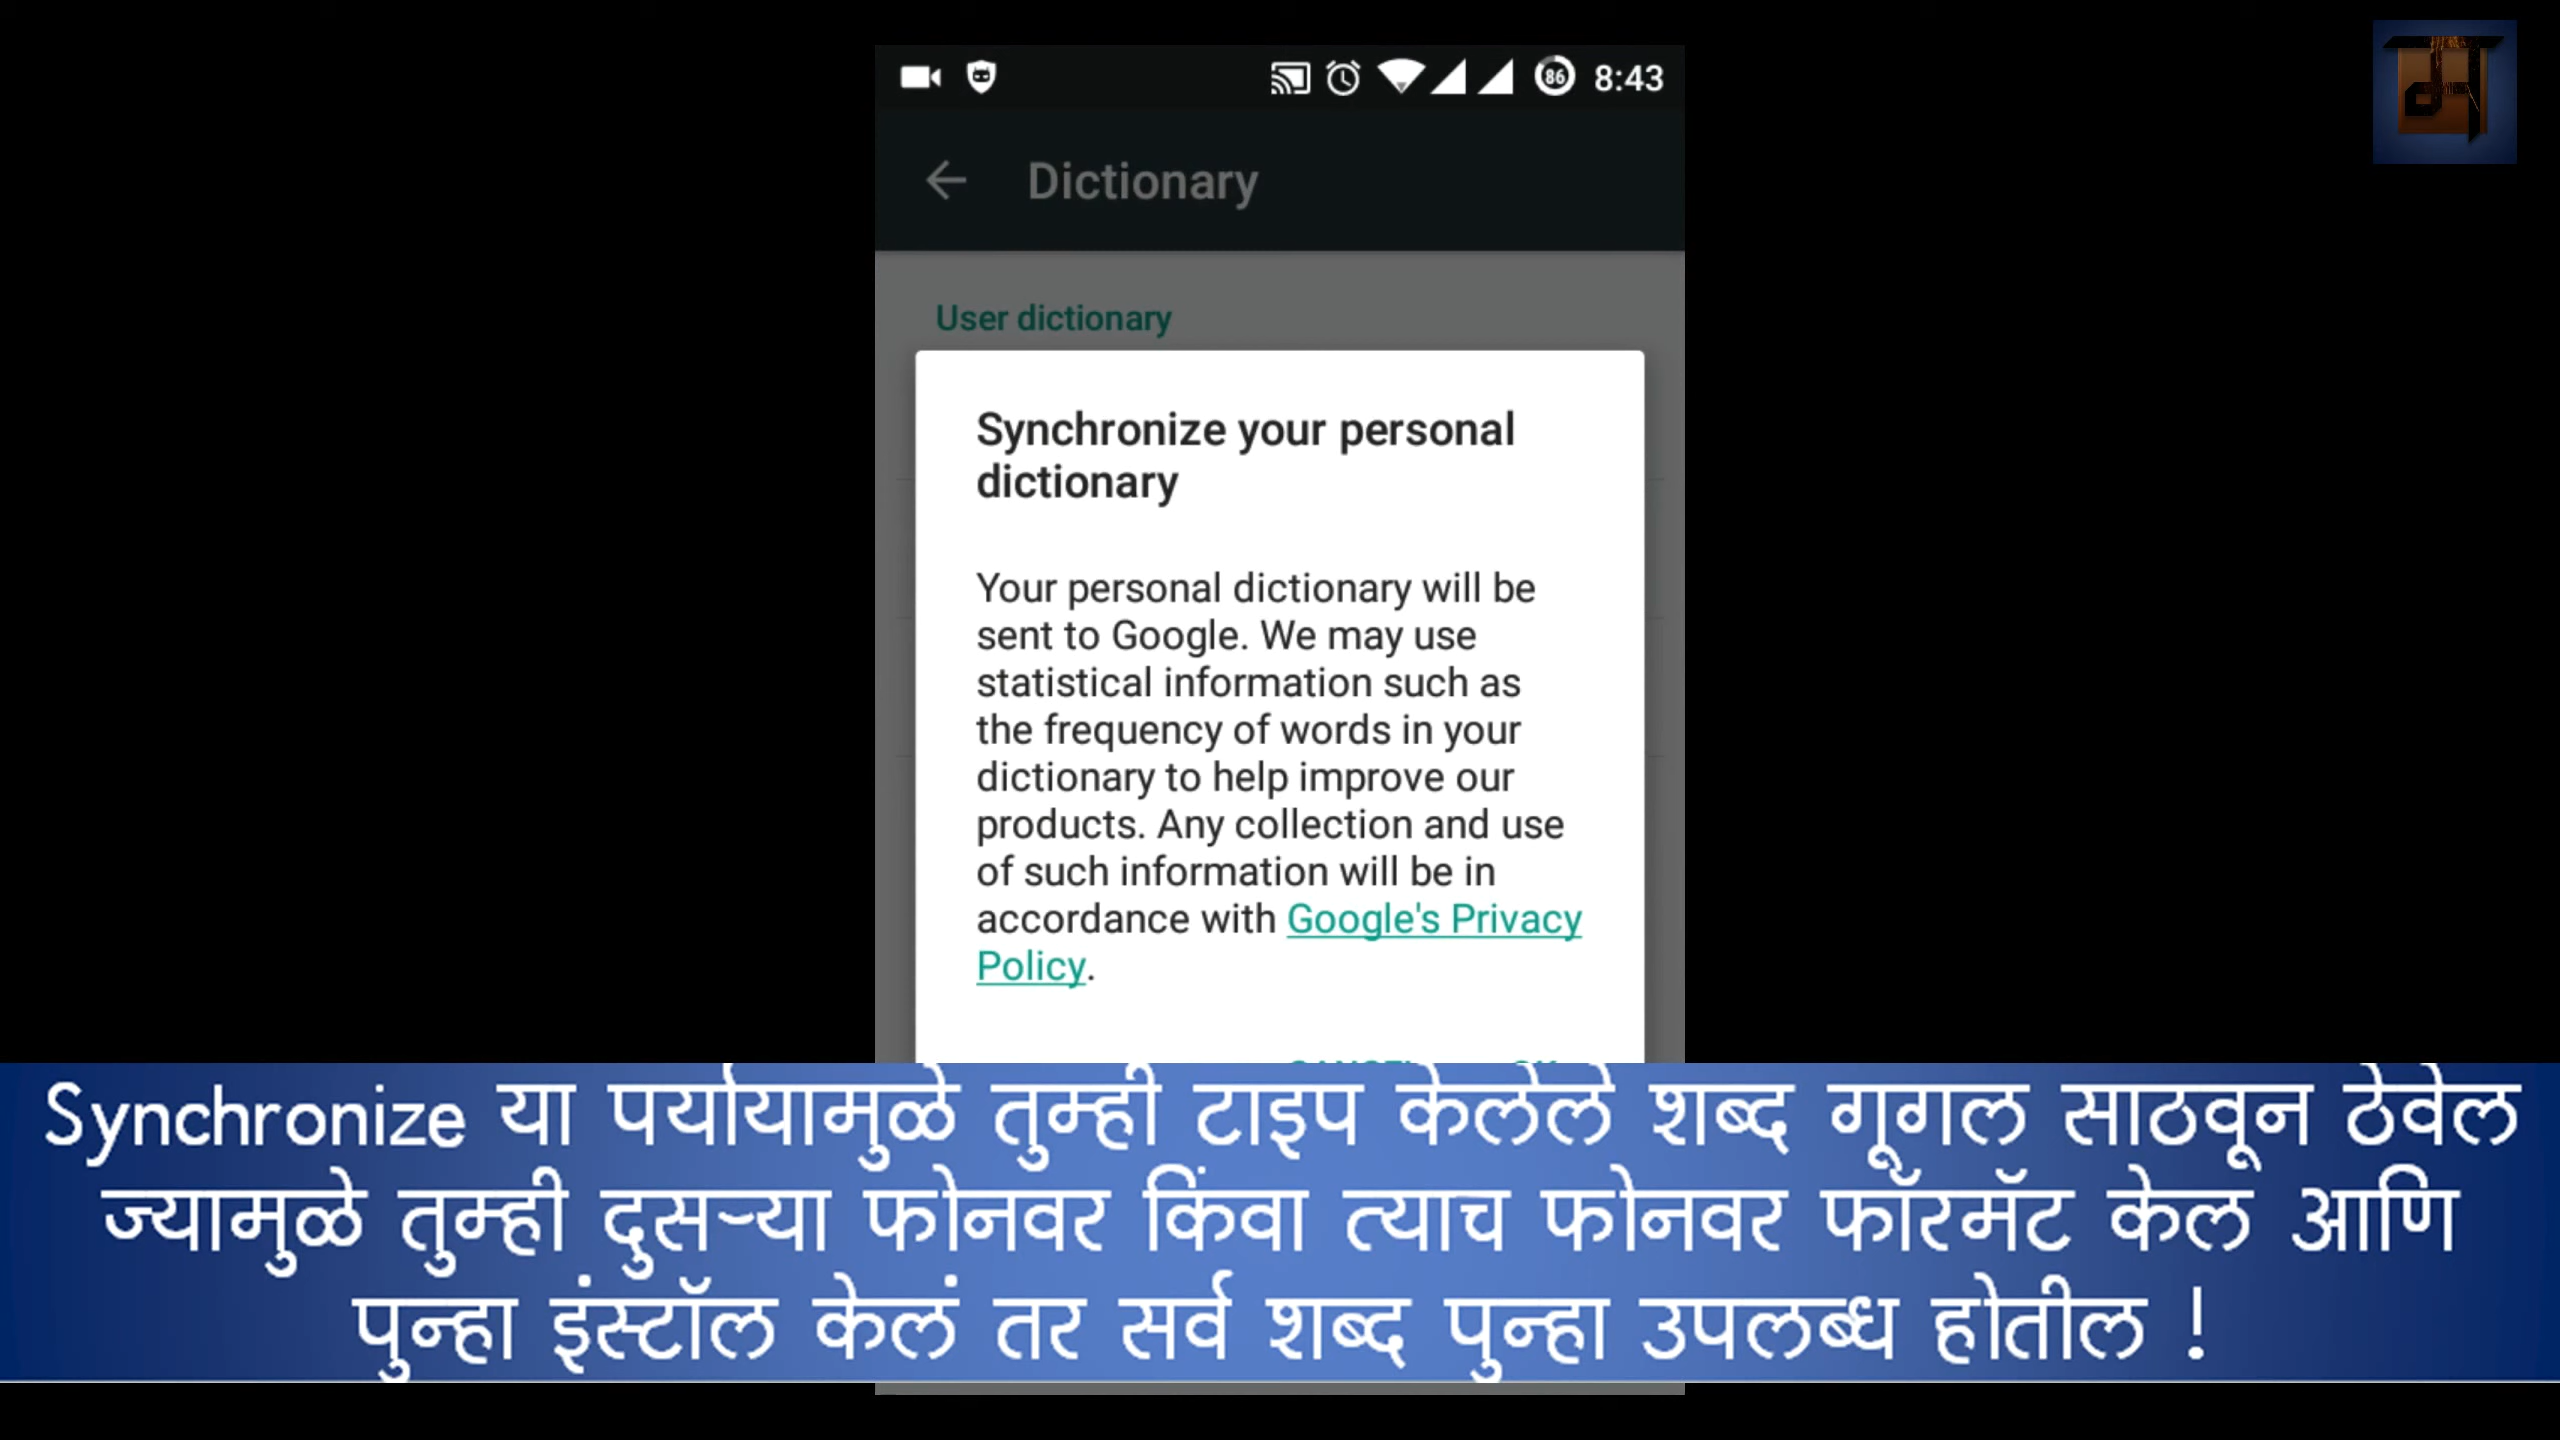 86 8:43
Dictionary
User dictionary
Synchronize your personal
dictionary
Your personal dictionary will be
sent to Google. We may use
statistical information such as
the frequency of words in your
dictionary to help improve our
products. Any collection and use
of such information will be in
accordance with Google's Privacy
Policy.
Synchronize या पर्यायामुळे तुम्ही टाइप केलेले शब्द गूगल साठवून ठेवेल
ज्यामुळे तुम्ही दुसऱ्या फोनवर किंवा त्याच फोनवर फॉरमॅट केल आणि
पुन्हा इंस्टॉल केलं तर सर्व शब्द पुन्हा उपलब्ध होतील !